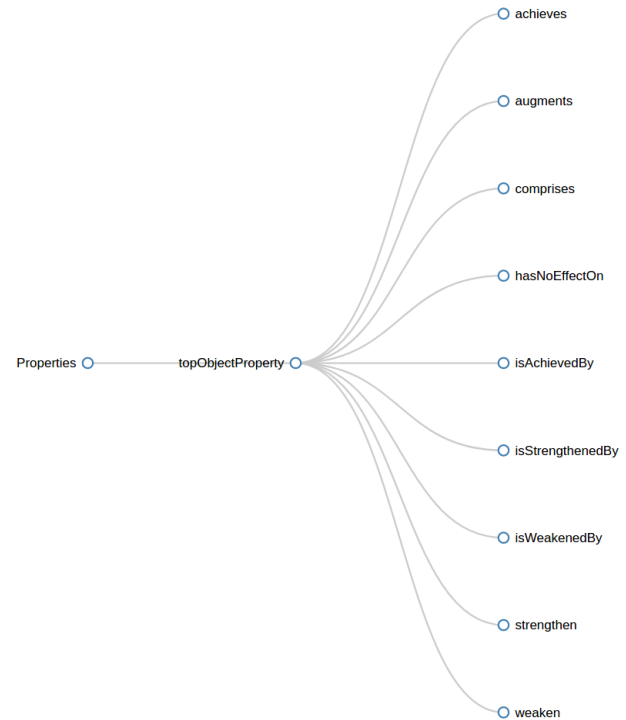 achieves
augments
comprises
hasNoEffectOn
Properties
topObjectProperty
isAchievedBy
isStrengthenedBy
isWeakenedBy
strengthen
weaken